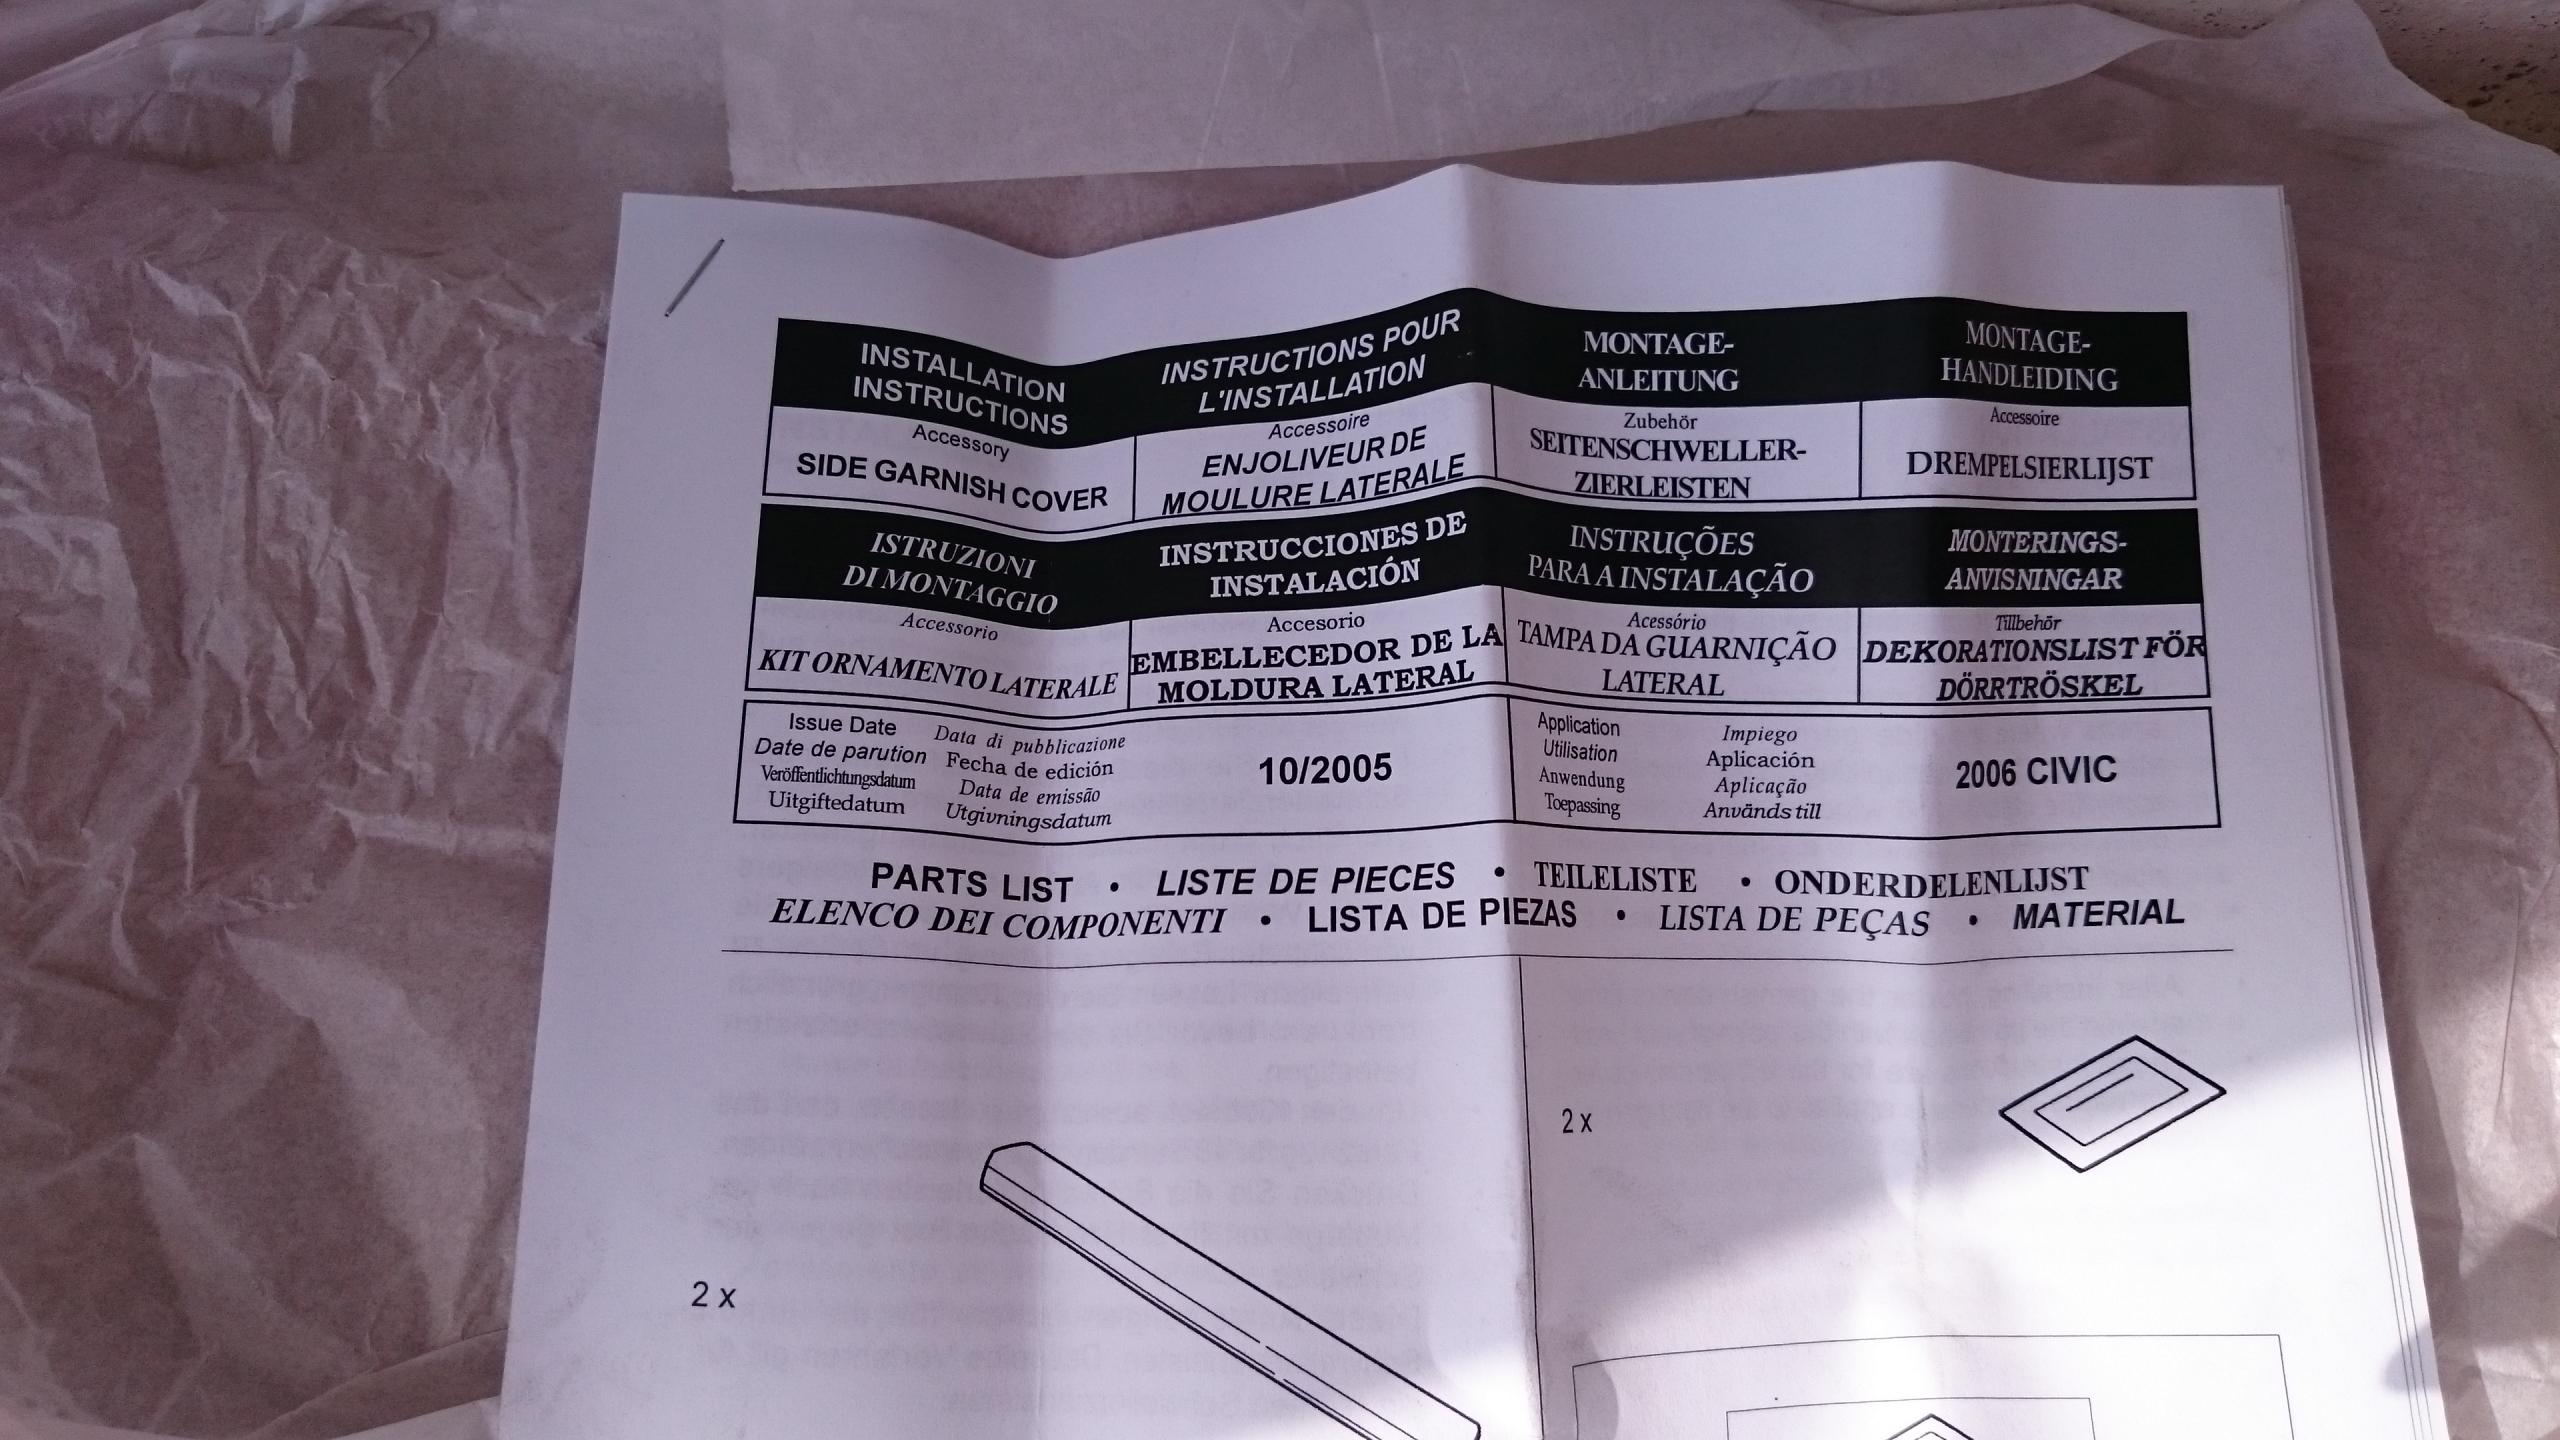 INSTALLATION
INSTRUCTIONS
INSTRUCTIONS POUR
L'INSTALLATION
MONTAGE-
ANLEITUNG
MONTAGE-
HANDLEIDING
Accessory
SIDE GARNISH COVER
Accessoire
ENJOLIVEUR DE
MOULURE LATERALE
Zubehör
SEITENSCHWELLER-
ZIERLEISTEN
Accessoire
DREMPELSIERLIJST
ISTRUZIONI
DI MONTAGGIO
INSTRUCCIONES DE
INSTALACIÓN
INSTRUÇÕES
PARA A INSTALAÇÃO
MONTERINGS-
ANVISNINGAR
Accessorio
KIT ORNAMENTO LATERALE
Accesorio
EMBELLECEDOR DE LA
MOLDURA LATERAL
Acessório
TAMPA DA GUARNIÇÃO
LATERAL
Tillbehör
DEKORATIONSLIST FÖR
DÖRRTRÖSKEL
Issue Date
Date de parution
Veröffentlichtungsdatum
Uitgiftedatum
Data di pubblicazione
Fecha de edición
Data de emissão
Utgivningsdatum
10/2005
Application
Utilisation
Anwendung
Toepassing
Impiego
Aplicación
Aplicação
Används till
2006 CIVIC
PARTS LIST • LISTE DE PIECES • TEILELISTE • ONDERDELENLIJST
ELENCO DEI COMPONENTI • LISTA DE PIEZAS • LISTA DE PEÇAS • MATERIAL
2 x
2 x